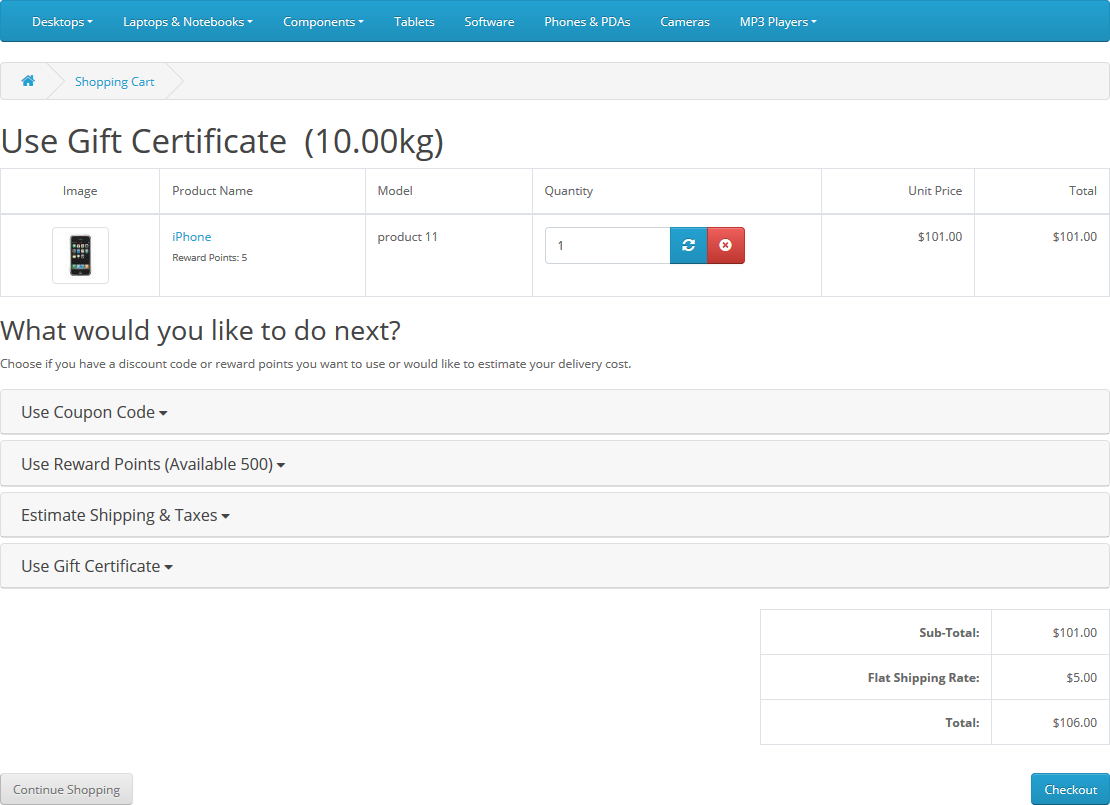 Desktops Laptops & Notebooks Components Tablets Software Phones & PDAs Cameras MP3 Players
Shopping Cart
Use Gift Certificate (10.00kg)
Image Product Name Model Quantity Unit Price Total
iPhone product 11 1 $101.00 $101.00
Reward Points: 5
What would you like to do next?
Choose if you have a discount code or reward points you want to use or would like to estimate your delivery cost.
Use Coupon Code
Use Reward Points (Available 500)
Estimate Shipping & Taxes
Use Gift Certificate
Sub-Total: $101.00
Flat Shipping Rate: $5.00
Total: $106.00
Continue Shopping Checkout